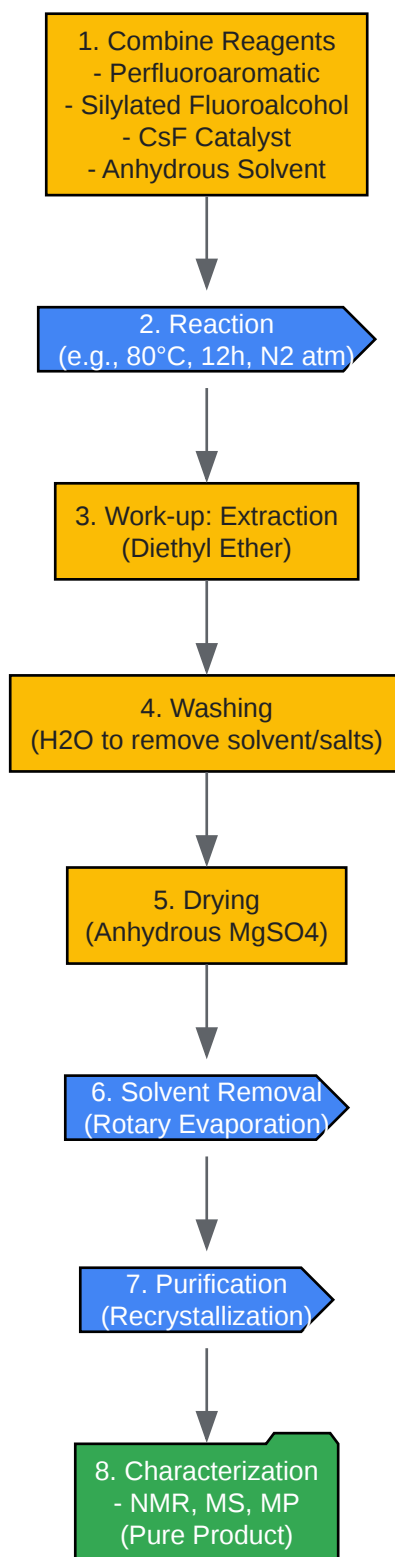 1. Combine Reagents
- Perfluoroaromatic
- Silylated Fluoroalcohol
- CsF Catalyst
- Anhydrous Solvent
2. Reaction
(e.g., 80°C, 12h, N2 atm)
3. Work-up: Extraction
(Diethyl Ether)
4. Washing
(H2O to remove solvent/salts)
5. Drying
(Anhydrous MgSO4)
6. Solvent Removal
(Rotary Evaporation)
7. Purification
(Recrystallization)
8. Characterization
- NMR, MS, MP
(Pure Product)